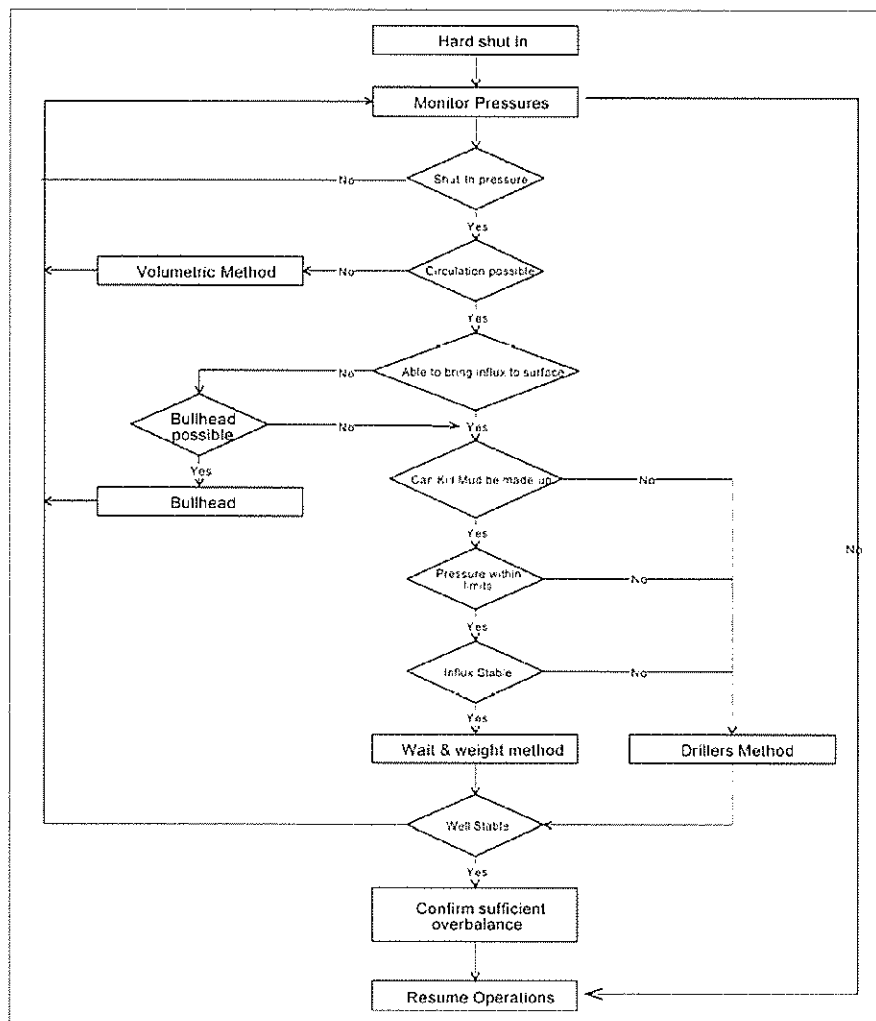 Hard shut in
Monitor Pressures
No
Shut In pressure
Yes
Volumetric Method
No
Circulation possible
Yes
No
Able to bring influx to surface
Bullhead
possible
No
Yes
Yes
Can Kill Mud be made up
No
Bullhead
Yes
No
Pressure within
limits
No
Yes
Influx Stable
No
Yes
Wait & weight method
Drillers Method
Well Stable
Yes
Confirm sufficient
overbalance
Resume Operations